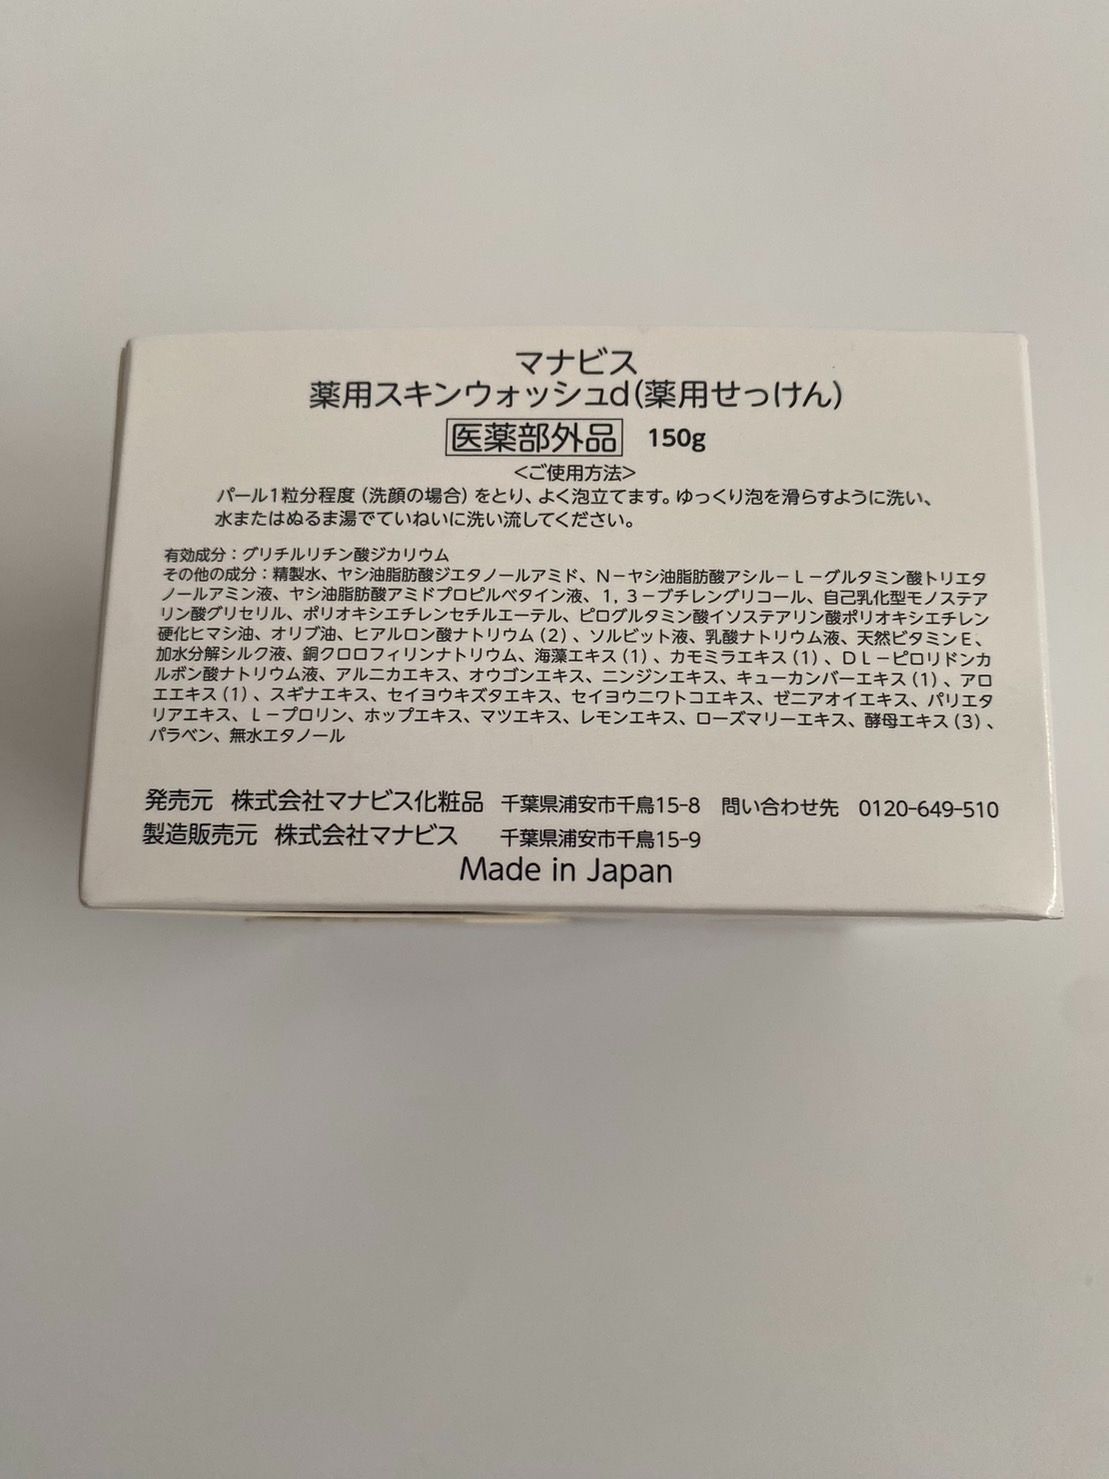 マナビス
薬用スキンウォッシュd(薬用せっけん)
医薬部外品 150g
<ご使用方法>
パール1粒分程度(洗顔の場合)をとり、よく泡立てます。ゆっくり泡を滑らすように洗い、
水またはぬるま湯でていねいに洗い流してください。
有効成分：グリチルリチン酸ジカリウム
その他の成分：精製水、ヤシ油脂肪酸ジエタノールアミド、N－ヤシ油脂肪酸アシル－L－グルタミン酸トリエタ
ノールアミン液、ヤシ油脂肪酸アミドプロピルベタイン液、1, 3－ブチレングリコール、自己乳化型モノステア
リン酸グリセリル、ポリオキシエチレンセチルエーテル、ピログルタミン酸イソステアリン酸ポリオキシエチレン
硬化ヒマシ油、オリブ油、ヒアルロン酸ナトリウム(2)、ソルビット液、乳酸ナトリウム液、天然ビタミンE、
加水分解シルク液、銅クロロフィリンナトリウム、海藻エキス(1)、カモミラエキス(1)、DL－ピロリドンカ
ルボン酸ナトリウム液、アルニカエキス、オウゴンエキス、ニンジンエキス、キューカンバーエキス(1)、アロ
エエキス(1)、スギナエキス、セイヨウキズタエキス、セイヨウニワトコエキス、ゼニアオイエキス、パリエタ
リアエキス、L－プロリン、ホップエキス、マツエキス、レモンエキス、ローズマリーエキス、酵母エキス(3)、
パラベン、無水エタノール
発売元 株式会社マナビス化粧品 千葉県浦安市千鳥15-8 問い合わせ先 0120-649-510
製造販売元 株式会社マナビス 千葉県浦安市千鳥15-9
Made in Japan